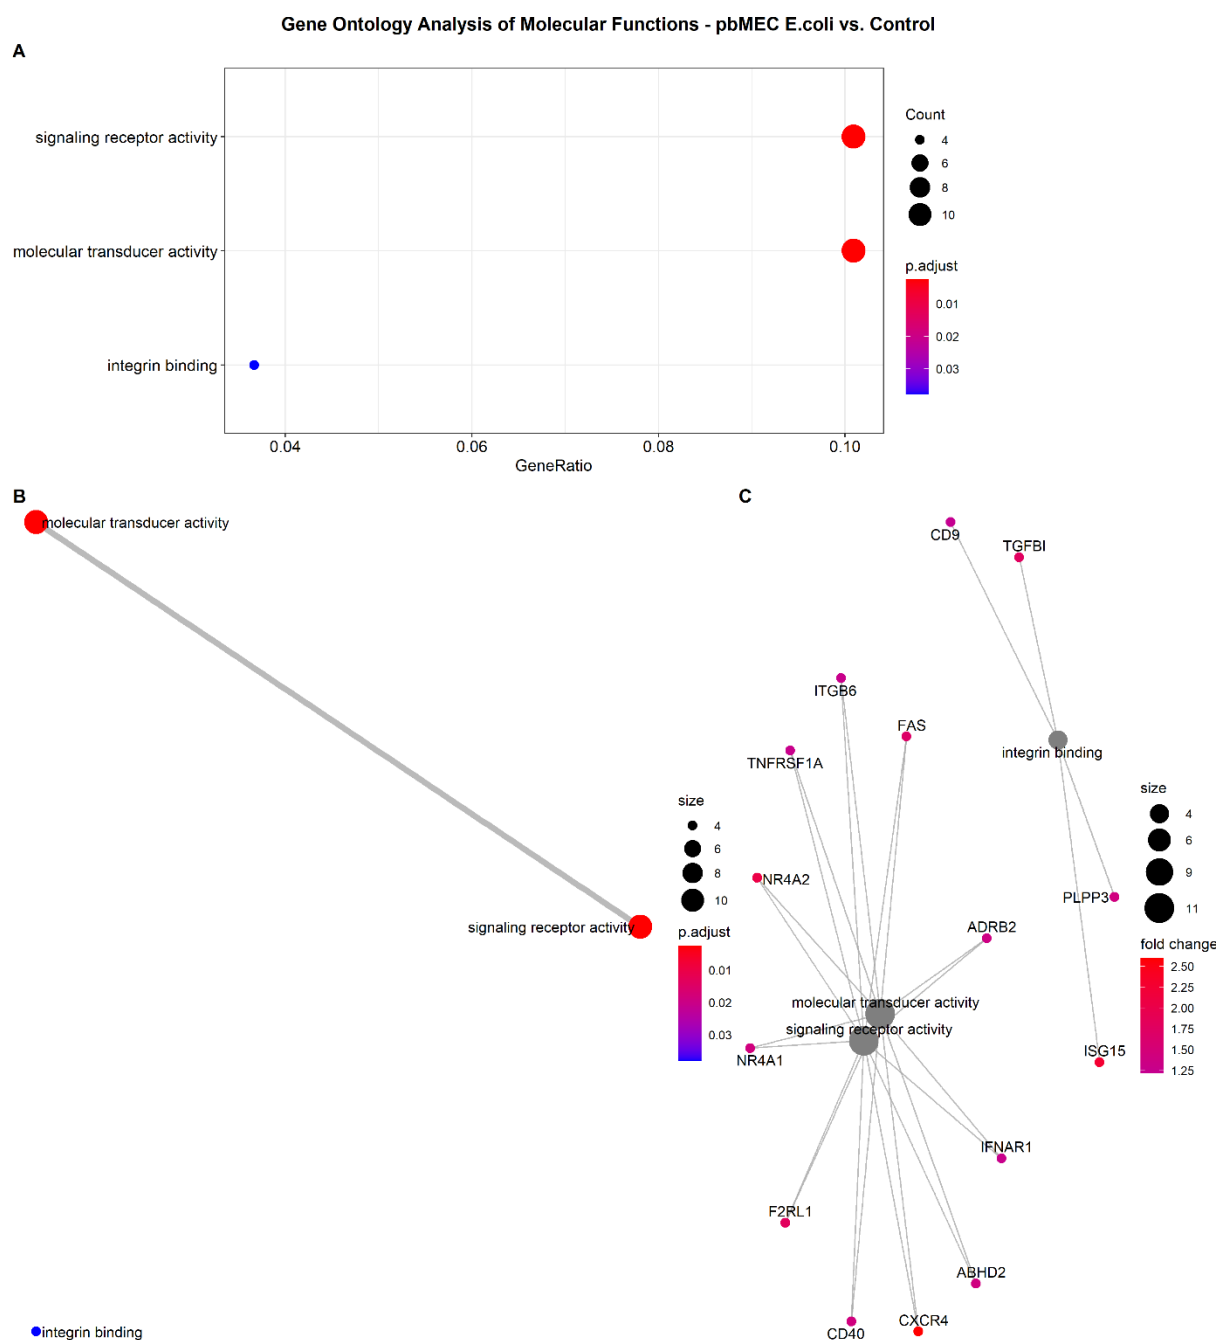 Gene Ontology Analysis of Molecular Functions - pbMEC E.coli vs. Control
A
signaling receptor activity
molecular transducer activity
integrin binding
0.04
0.06
0.08
0.10
GeneRatio
Count
4
6
8
10
p.adjust
0.01
0.02
0.03
B
molecular transducer activity
signaling receptor activity
integrin binding
size
4
6
8
10
p.adjust
0.01
0.02
0.03
C
CD9
TGFBI
ITGB6
FAS
TNFRSF1A
integrin binding
NR4A2
PLPP3
ADRB2
molecular transducer activity
signaling receptor activity
NR4A1
ISG15
IFNAR1
F2RL1
ABHD2
CD40
CXCR4
size
4
6
9
11
fold change
2.50
2.25
2.00
1.75
1.50
1.25